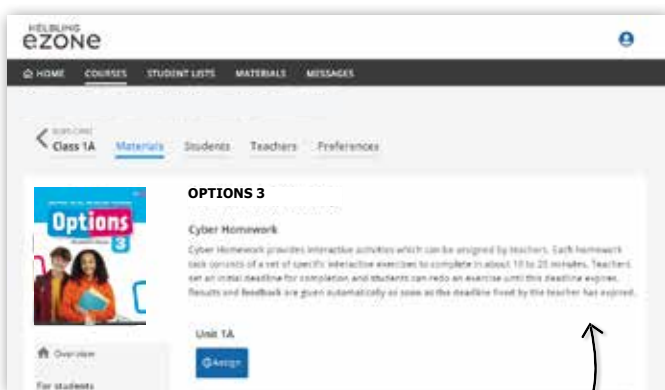 HELBLING
ezone
HOME COURSES STUDENT LISTS MATERIALS MESSAGES
Class 1A Materials Students Teachers Preferences
OPTIONS 3
Options
3
Cyber Homework
Cyber Homework provides interactive activities which can be assigned by teachers. Each homework
task consists of a set of specific interactive exercises to complete in about 10 to 20 minutes. Teachers
set an initial deadline for completion and students can redo an exercise until this deadline expires.
Results and feedback are given automatically as soon as the deadline fixed by the teacher has expired.
Unit 1A
Assign
Overview
For students